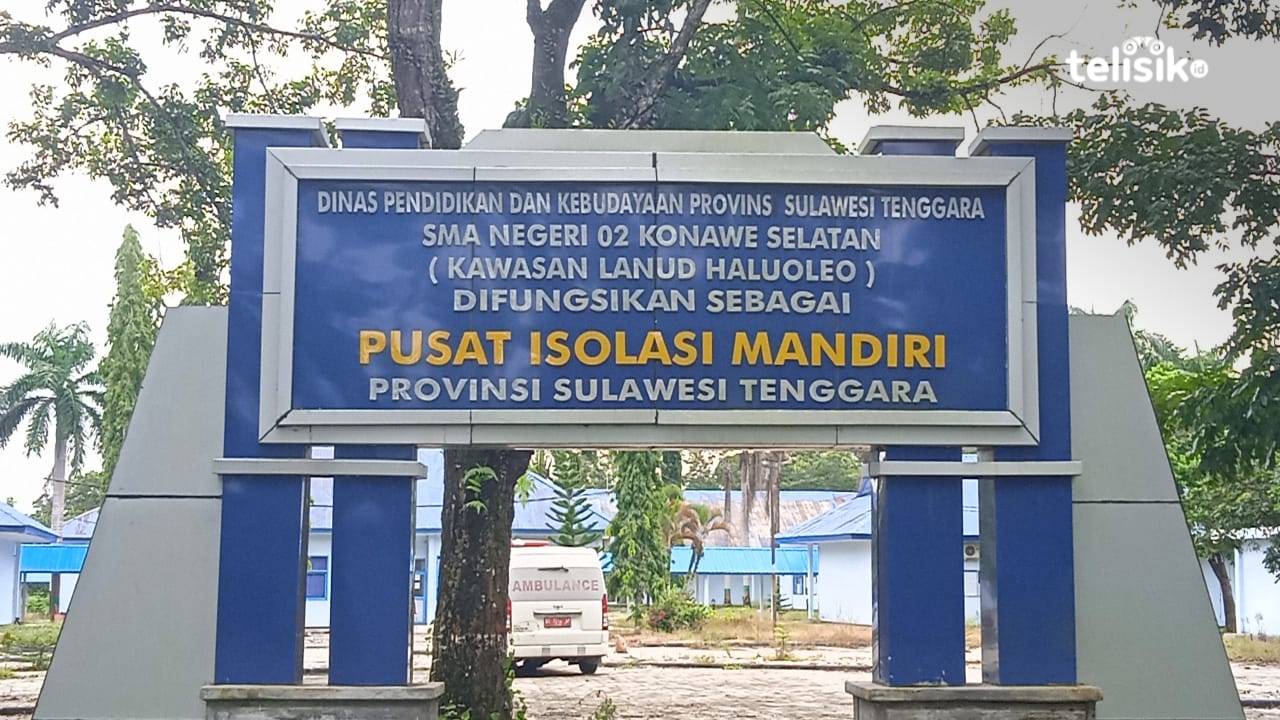 telisik.id
DINAS PENDIDIKAN DAN KEBUDAYAAN PROVINS SULAWESI TENGGARA
SMA NEGERI 02 KONAWE SELATAN
( KAWASAN LANUD HALUOLEO )
DIFUNGSIKAN SEBAGAI
PUSAT ISOLASI MANDIRI
PROVINSI SULAWESI TENGGARA
AMBULANCE